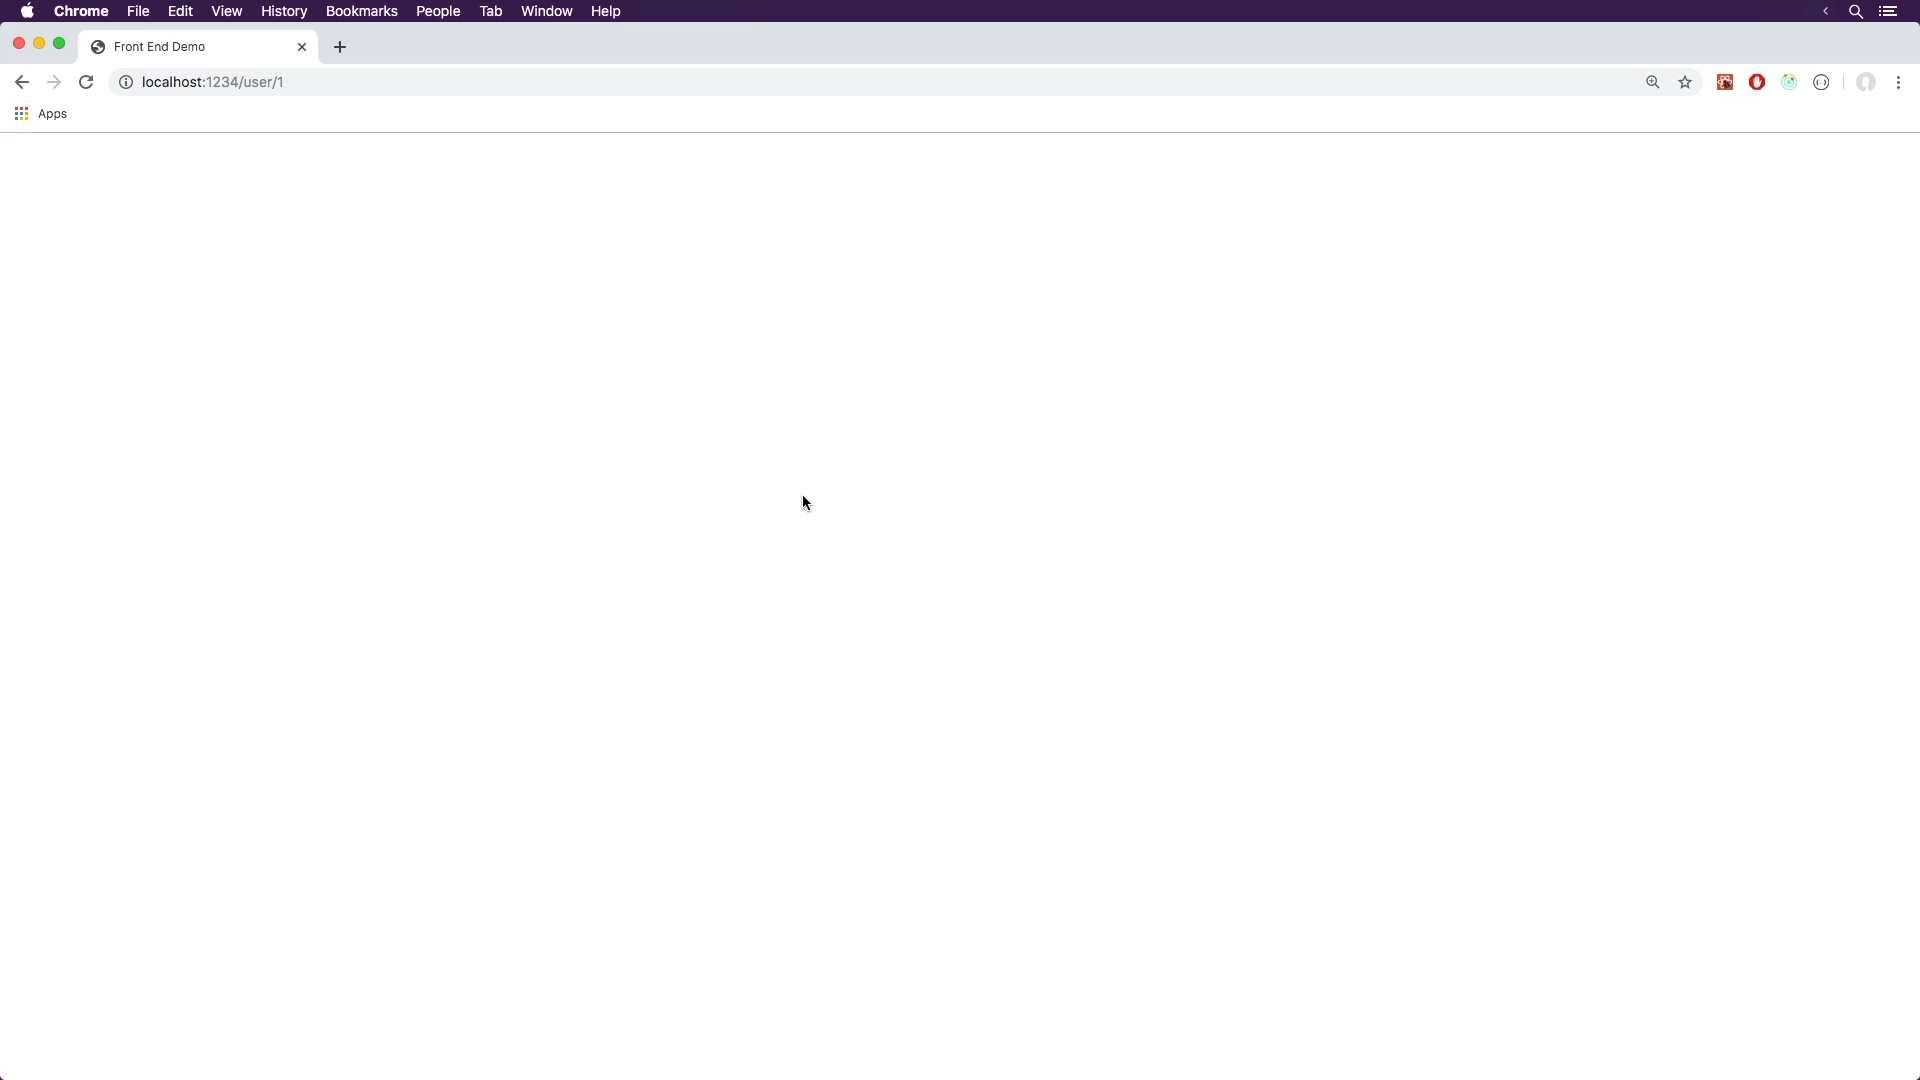 Chrome File Edit View History Bookmarks People Tab Window Help
Front End Demo
localhost:1234/user/1
Apps